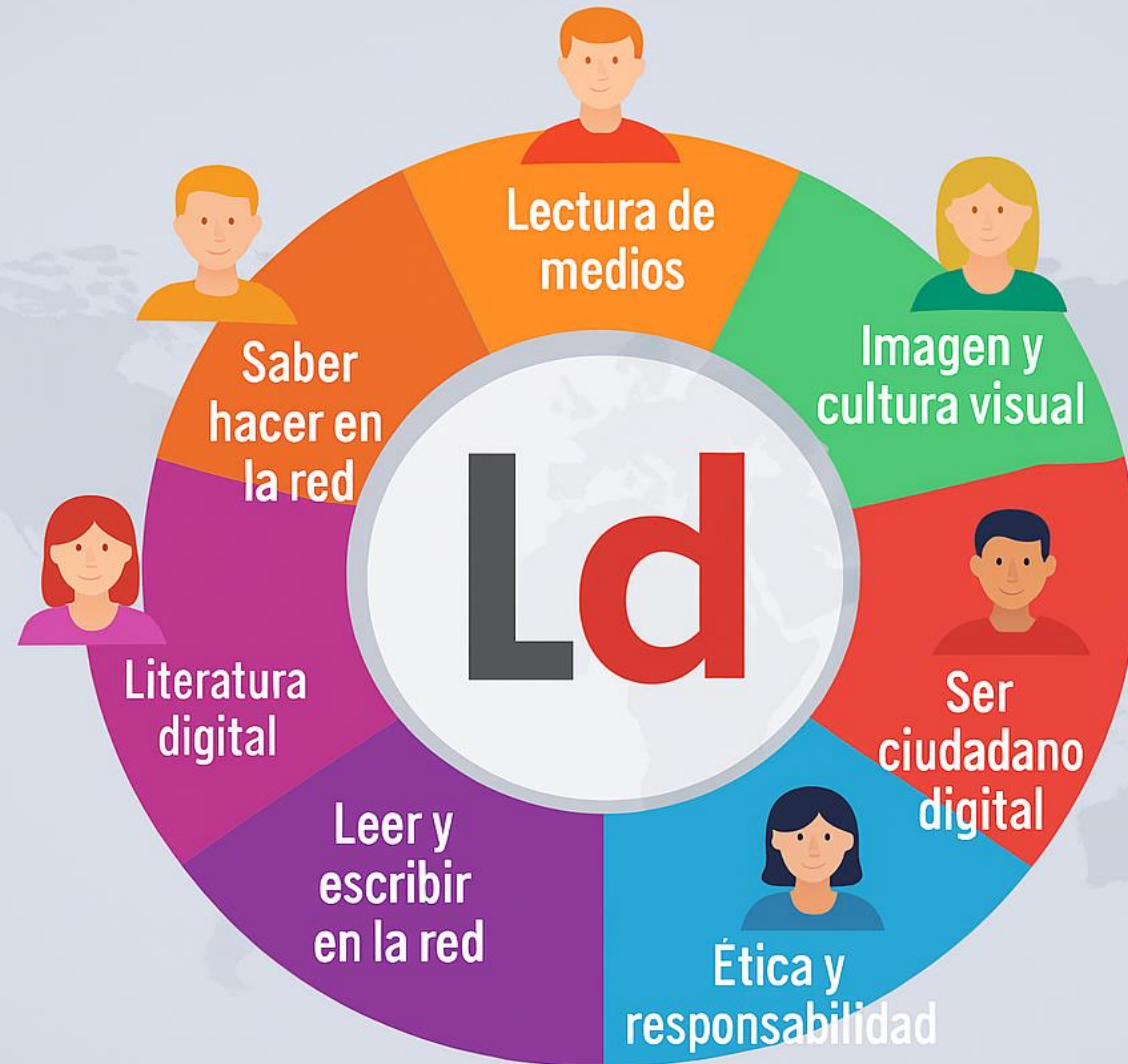 Lectura de
medios
Imagen y
cultura visual
Ser
ciudadano
digital
Ética y
responsabilidad
Leer y
escribir
en la red
Literatura
digital
Saber
hacer en
la red
Ld